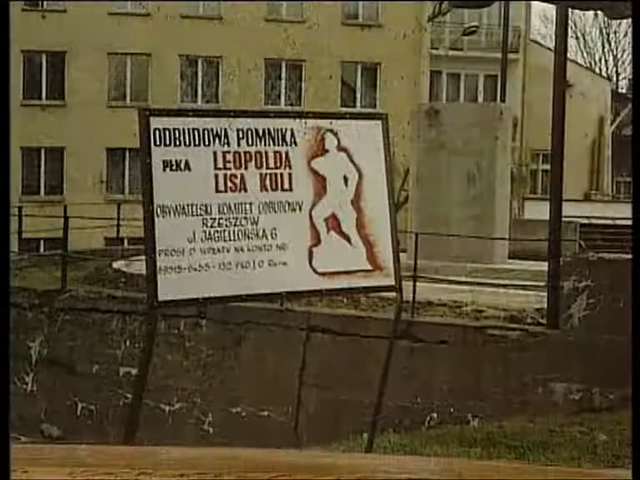 ODBUDOWA POMNIKA
PŁKA LEOPOLDA
LISA KULI
OBYWATELSKI KOMITET ODBUDOWY
RZESZÓW
UL. JAGIELLOŃSKA 6
PROSI O WPŁATY NA KONTO NR: